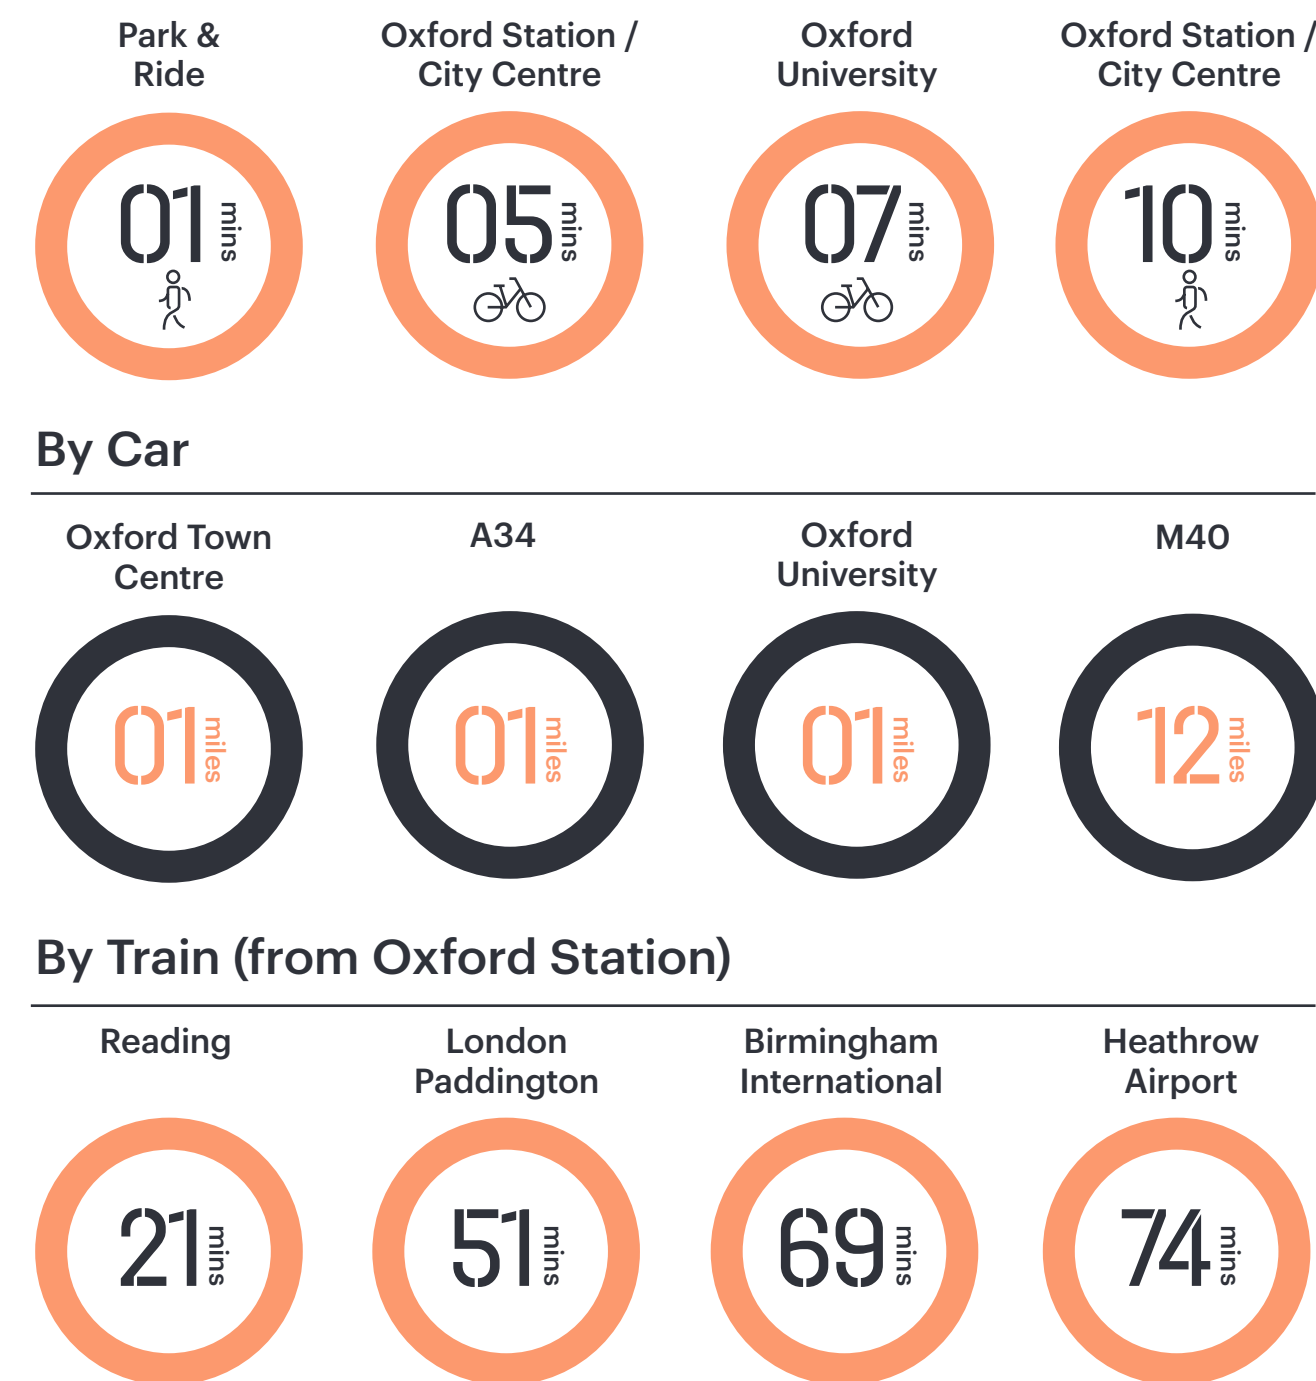 Park &
Ride
Oxford Station /
City Centre
Oxford
University
Oxford Station /
City Centre
01 mins
05 mins
07 mins
10 mins
By Car
Oxford Town
Centre
A34
Oxford
University
M40
01 miles
01 miles
01 miles
12 miles
By Train (from Oxford Station)
Reading
London
Paddington
Birmingham
International
Heathrow
Airport
21 mins
51 mins
69 mins
74 mins